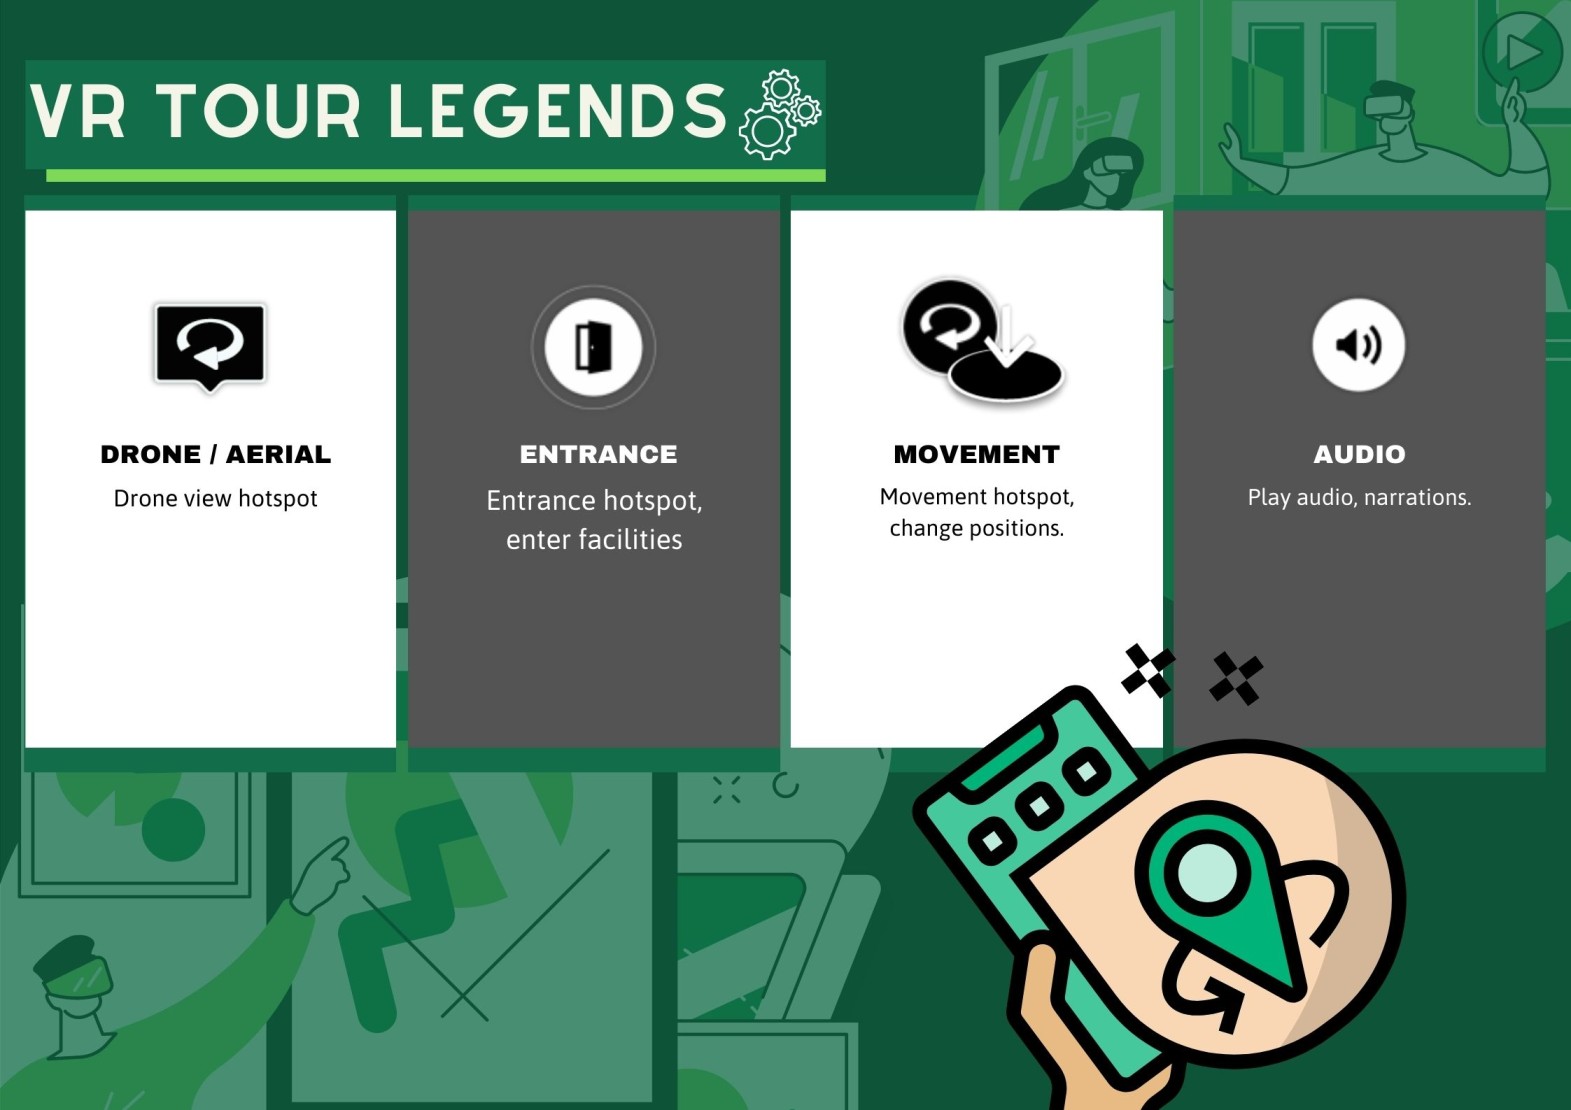 VR TOUR LEGENDS
DRONE / AERIAL
Drone view hotspot
ENTRANCE
Entrance hotspot,
enter facilities
MOVEMENT
Movement hotspot,
change positions.
AUDIO
Play audio, narrations.